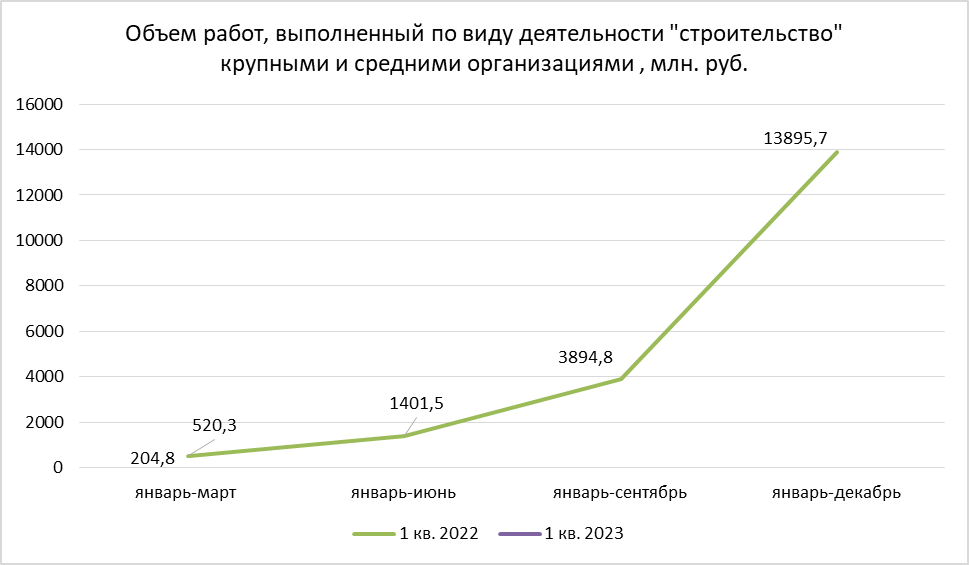 Объем работ, выполненный по виду деятельности "строительство"
крупными и средними организациями , млн. руб.
16000
14000
12000
10000
8000
6000
4000
2000
0
13895,7
3894,8
1401,5
520,3
204,8
январь-март
январь-июнь
январь-сентябрь
январь-декабрь
1 кв. 2022
1 кв. 2023